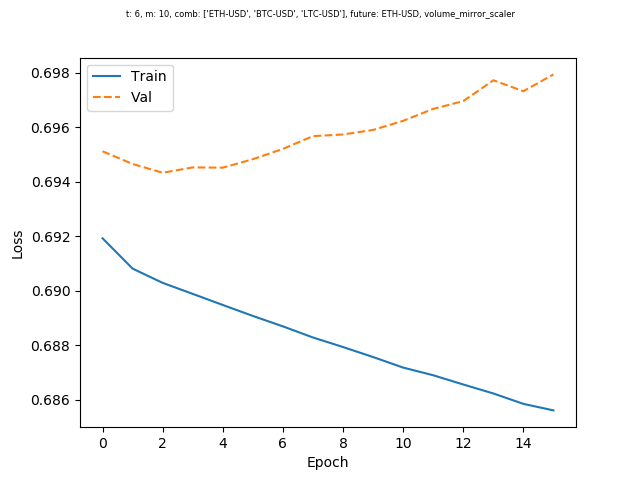 t: 6, m: 10, comb: ['ETH-USD', 'BTC-USD', 'LTC-USD'], future: ETH-USD, volume_mirror_scaler
0.698
0.696
0.694
0.692
0.690
0.688
0.686
Loss
Train
Val
0 2 4 6 8 10 12 14
Epoch